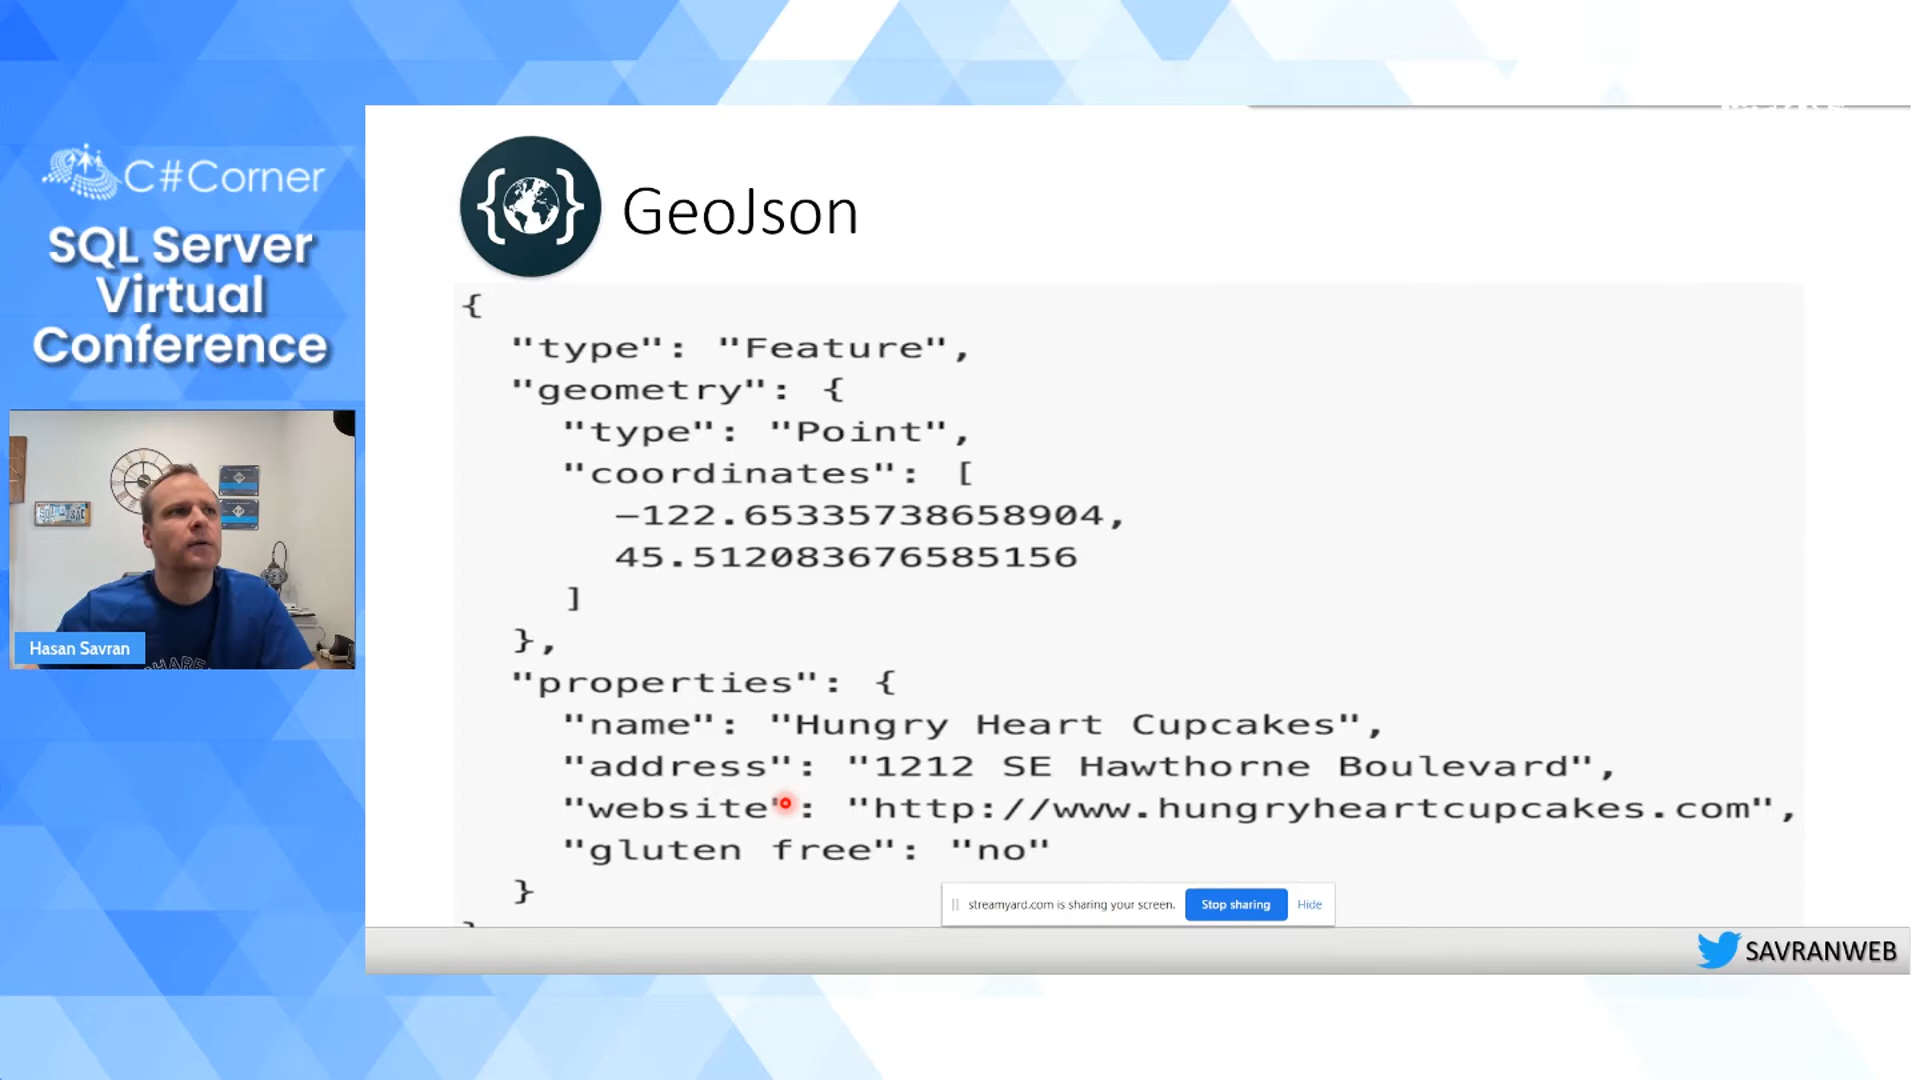 C#Corner
SQL Server
Virtual
Conference
Hasan Savran
{ }
GeoJson
{
"type": "Feature",
"geometry": {
"type": "Point",
"coordinates": [
-122.65335738658904,
45.512083676585156
]
},
"properties": {
"name": "Hungry Heart Cupcakes",
"address": "1212 SE Hawthorne Boulevard",
"website": "http://www.hungryheartcupcakes.com",
"gluten free": "no"
}
streamyard.com is sharing your screen.
Stop sharing
Hide
SAVRANWEB